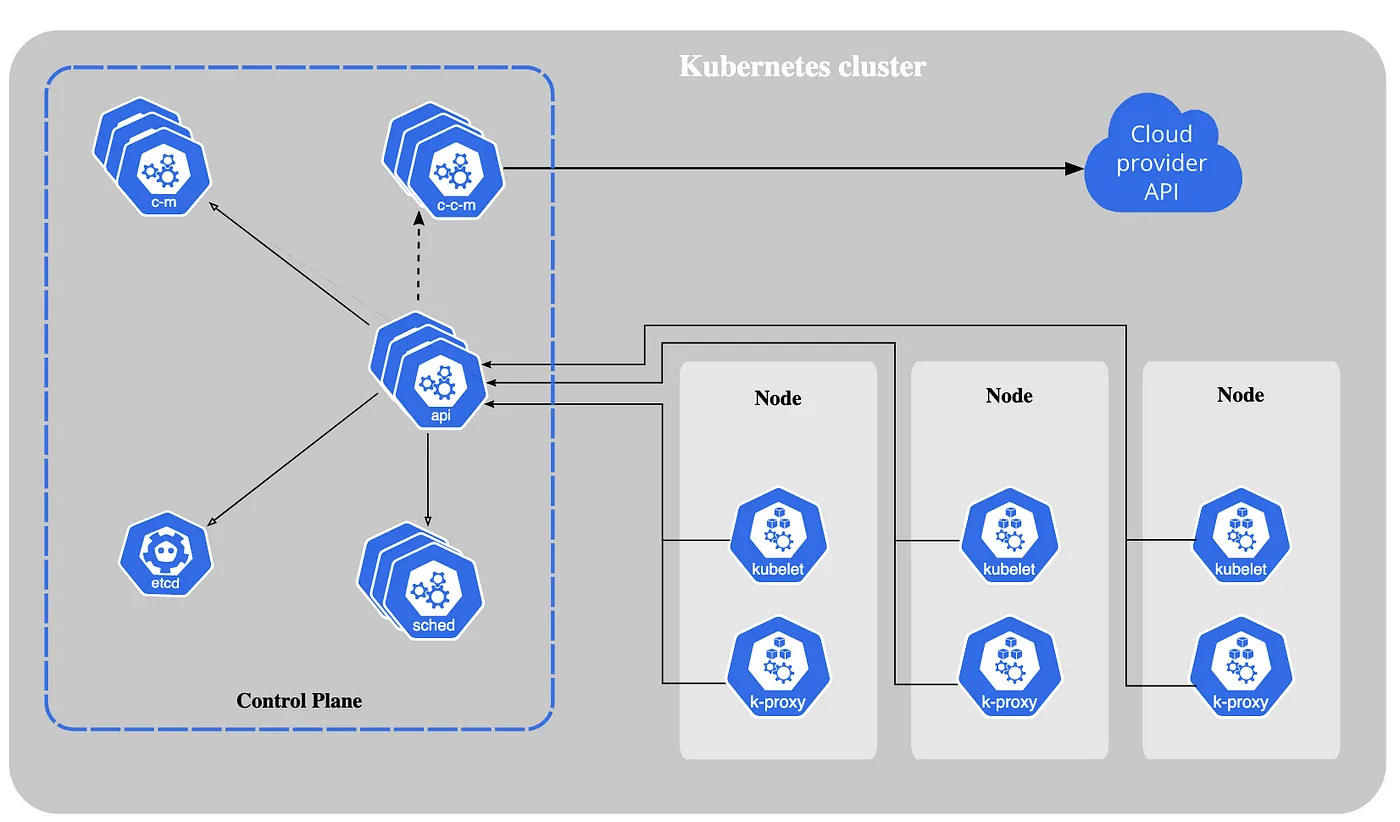 Kubernetes cluster
c-m
c-c-m
Cloud
provider
API
api
Node
Node
Node
etcd
sched
kubelet
kubelet
kubelet
k-proxy
k-proxy
k-proxy
Control Plane